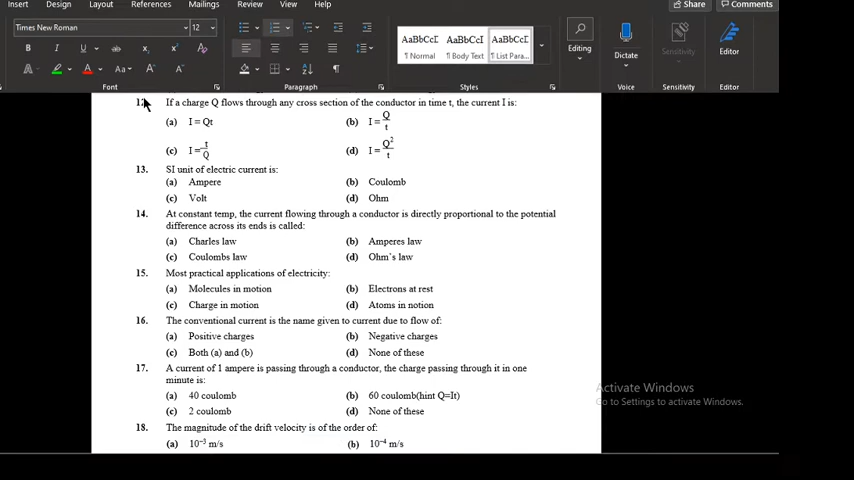 Insert Design Layout References Mailings Review View Help Share Comments
Times New Roman 12
AaBbCcI AaBbCcI AaBbCcI
Normal Body Text List Para...
Editing Dictate Sensitivity Editor
Font Paragraph Styles Voice Sensitivity Editor
12. If a charge Q flows through any cross section of the conductor in time t, the current I is:
(a) I = Qt (b) I = Q/t
(c) I = t/Q (d) I = Q²/t
13. SI unit of electric current is:
(a) Ampere (b) Coulomb
(c) Volt (d) Ohm
14. At constant temp, the current flowing through a conductor is directly proportional to the potential
difference across its ends is called:
(a) Charles law (b) Amperes law
(c) Coulombs law (d) Ohm`s law
15. Most practical applications of electricity:
(a) Molecules in motion (b) Electrons at rest
(c) Charge in motion (d) Atoms in notion
16. The conventional current is the name given to current due to flow of:
(a) Positive charges (b) Negative charges
(c) Both (a) and (b) (d) None of these
17. A current of 1 ampere is passing through a conductor, the charge passing through it in one
minute is:
(a) 40 coulomb (b) 60 coulomb(hint Q=It)
(c) 2 coulomb (d) None of these
18. The magnitude of the drift velocity is of the order of:
(a) 10⁻³ m/s (b) 10⁻⁴ m/s
Activate Windows
Go to Settings to activate Windows.